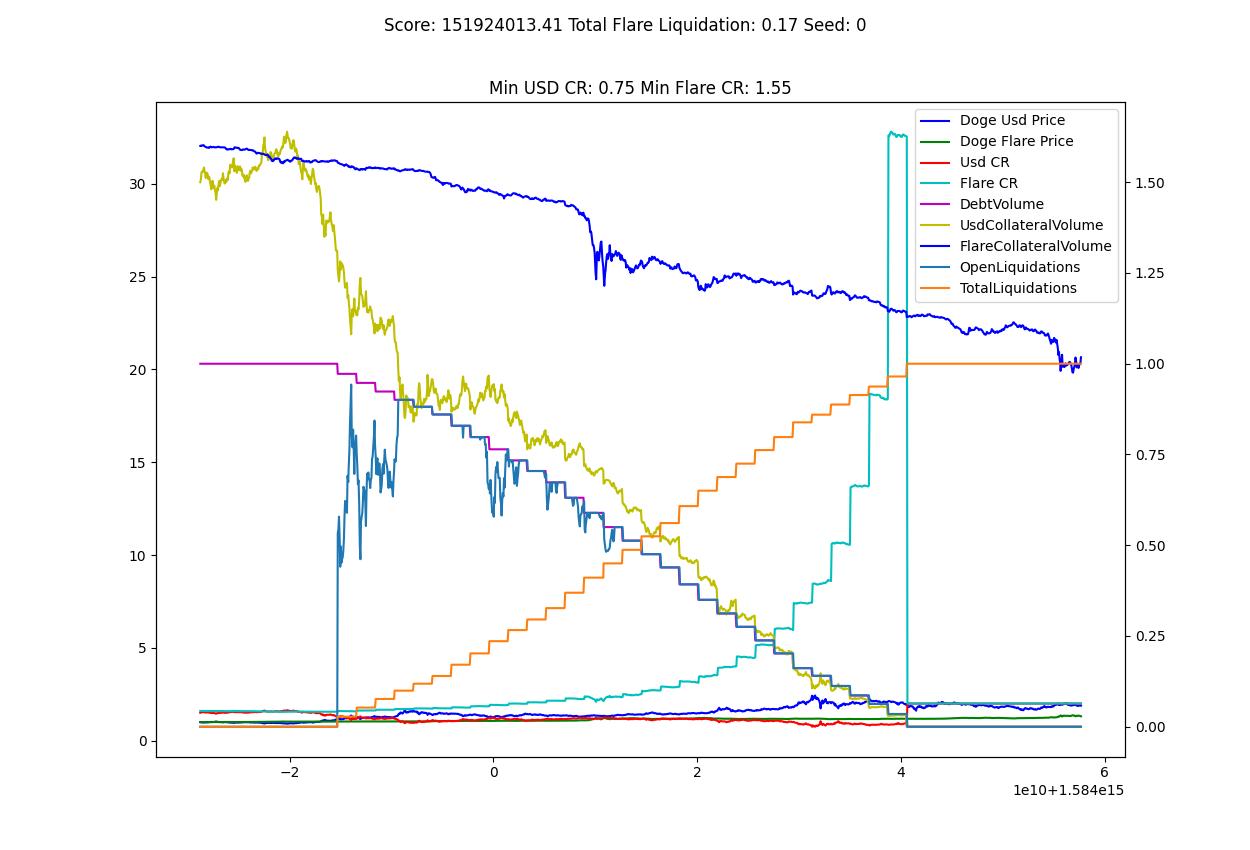 Score: 151924013.41 Total Flare Liquidation: 0.17 Seed: 0
Min USD CR: 0.75 Min Flare CR: 1.55
Doge Usd Price
Doge Flare Price
Usd CR
Flare CR
DebtVolume
UsdCollateralVolume
FlareCollateralVolume
OpenLiquidations
TotalLiquidations
30
25
20
15
10
5
0
1.50
1.25
1.00
0.75
0.50
0.25
0.00
−2
0
2
4
6
1e10+1.584e15